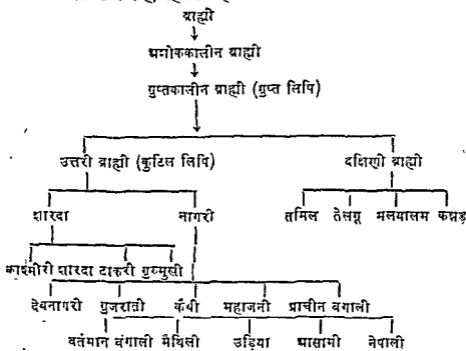 ब्राह्मी
अशोककालीन ब्राह्मी
गुप्तकालीन ब्राह्मी (गुप्त लिपि)
उत्तरी ब्राह्मी (कुटिल लिपि) दक्षिणी ब्राह्मी
शारदा नागरी तमिल तेलगू मलयालम कन्नड़
काश्मीरी शारदा टाकरी गुरुमुखी
देवनागरी गुजराती कैथी महाजनी प्राचीन बंगाली
वर्तमान बंगाली मैथिली उड़िया आसामी नेपाली